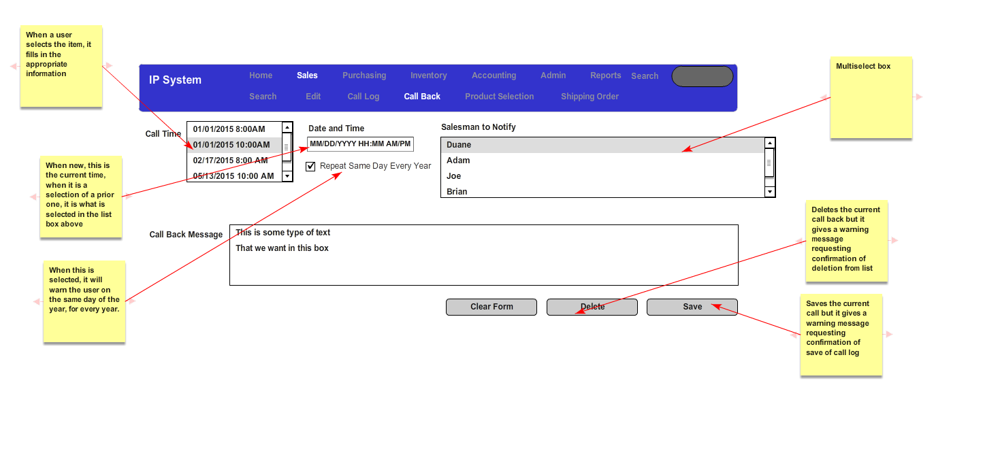 When a user
selects the item, it
fills in the
appropriate
information
Multiselect box
IP System
Home Sales Purchasing Inventory Accounting Admin Reports Search
Search Edit Call Log Call Back Product Selection Shipping Order
Call Time
01/01/2015 8:00AM
01/01/2015 10:00AM
02/17/2015 8:00 AM
05/13/2015 10:00 AM
Date and Time
MM/DD/YYYY HH:MM AM/PM
Repeat Same Day Every Year
Salesman to Notify
Duane
Adam
Joe
Brian
When new, this is
the current time,
when it is a
selection of a prior
one, it is what is
selected in the list
box above
Call Back Message
This is some type of text
That we want in this box
Deletes the current
call back but it
gives a warning
message
requesting
confirmation of
deletion from list
When this is
selected, it will
warn the user on
the same day of the
year, for every year.
Clear Form
Delete
Save
Saves the current
call but it gives a
warning message
requesting
confirmation of
save of call log